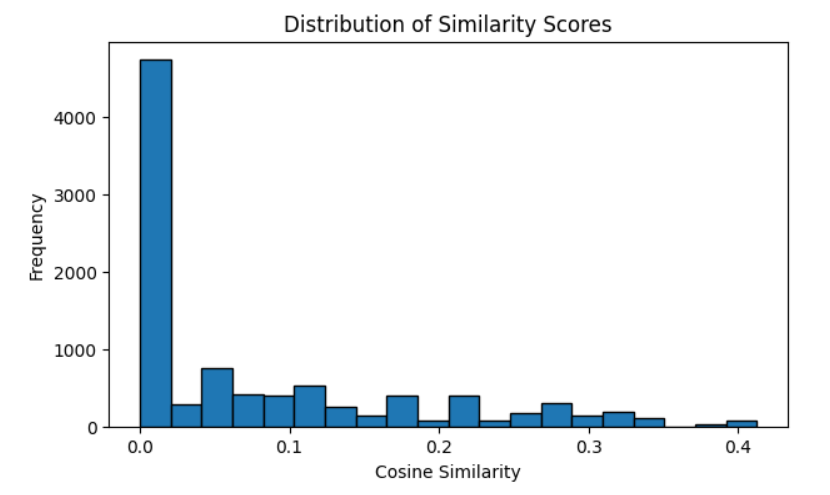 Distribution of Similarity Scores
Frequency
4000
3000
2000
1000
0
0.0 0.1 0.2 0.3 0.4
Cosine Similarity